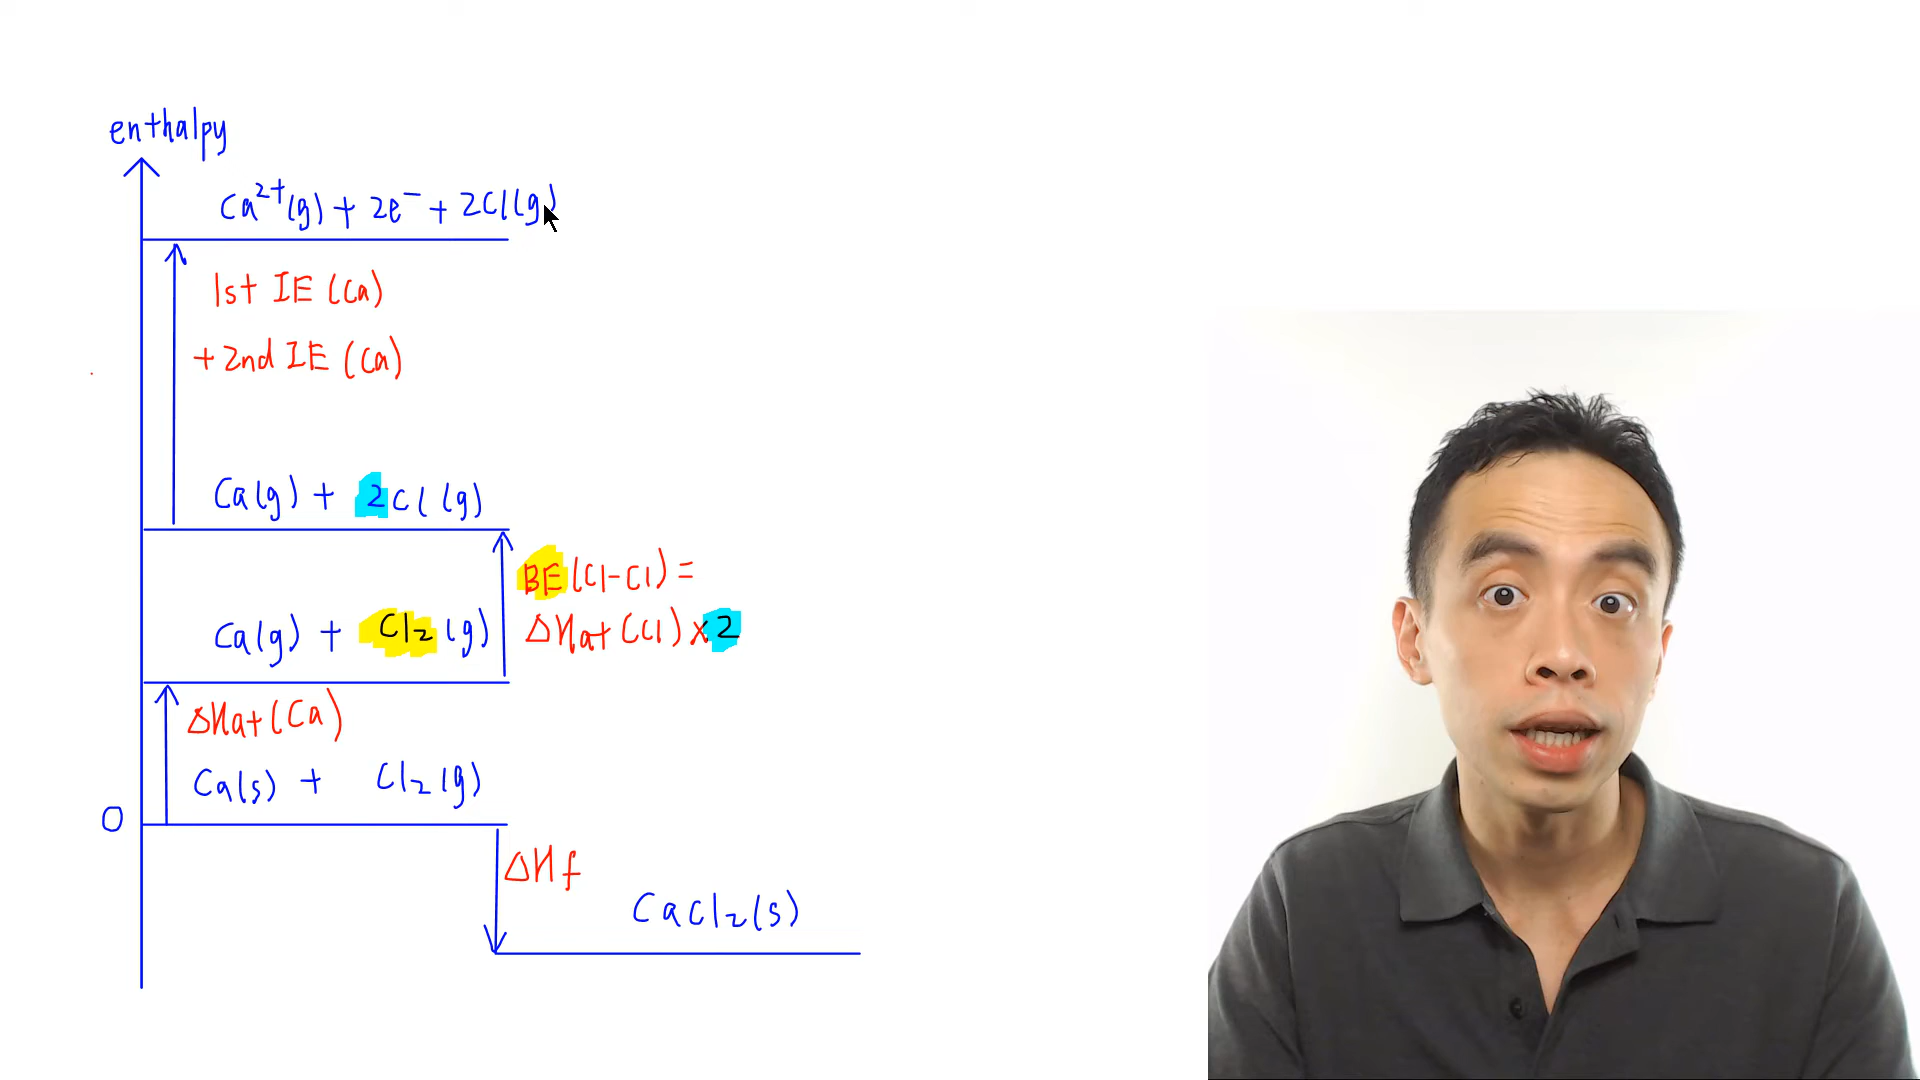 enthalpy
Ca²⁺(g) + 2e⁻ + 2Cl(g)
1st IE (Ca)
+ 2nd IE (Ca)
Ca(g) + 2Cl(g)
BE(Cl-Cl) =
Ca(g) + Cl₂(g)
ΔHat(Cl) x2
ΔHat(Ca)
Ca(s) + Cl₂(g)
0
ΔHf
CaCl₂(s)